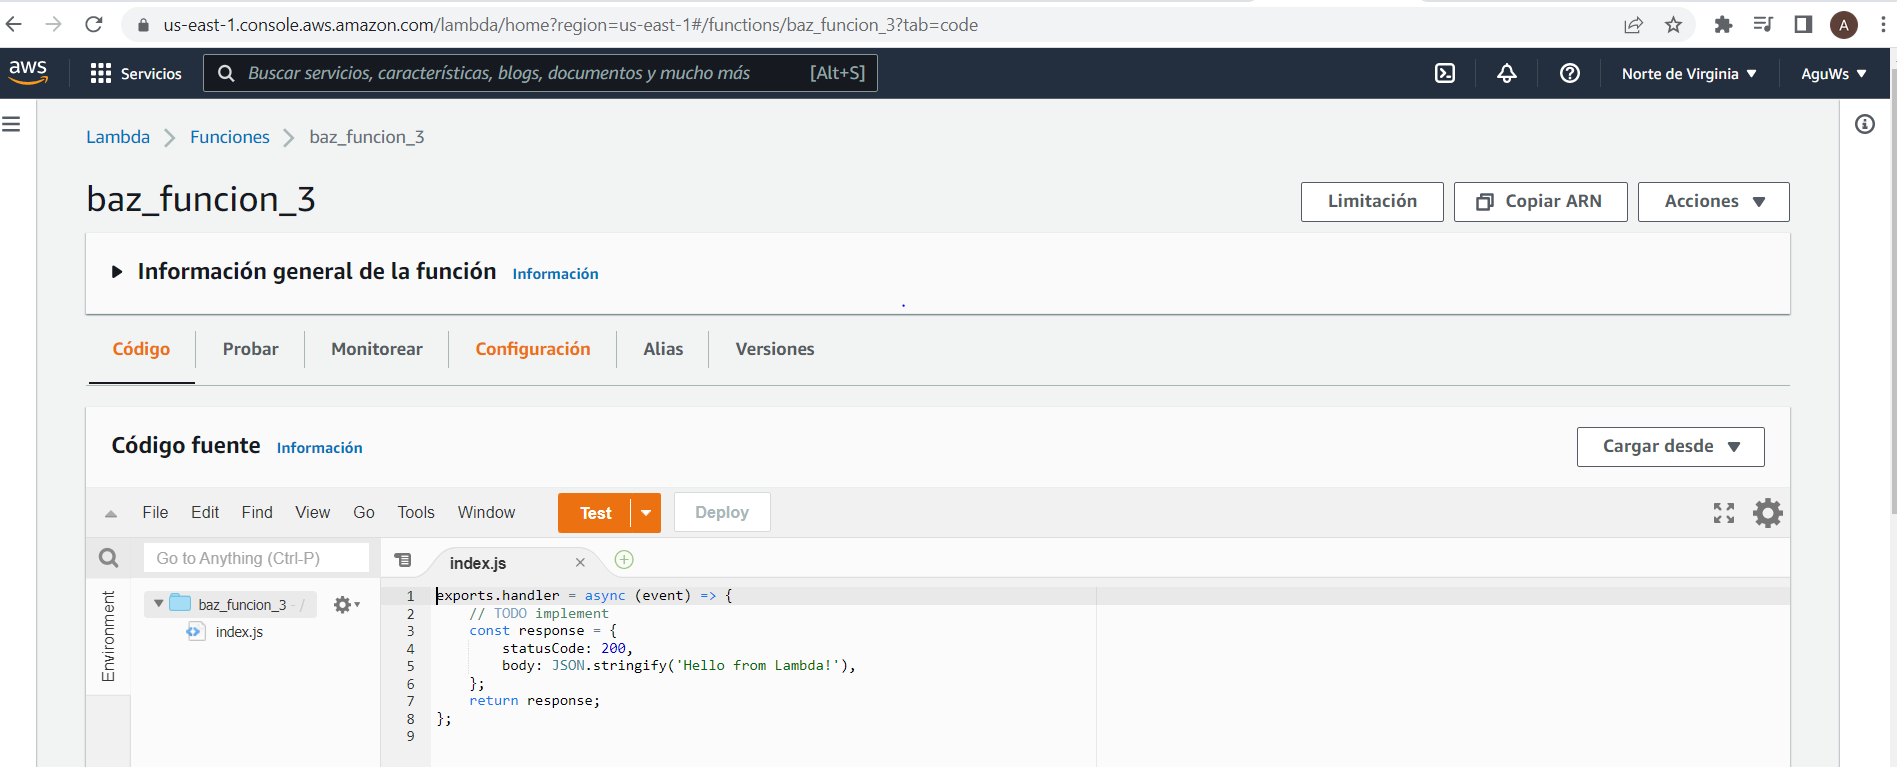 us-east-1.console.aws.amazon.com/lambda/home?region=us-east-1#/functions/baz_funcion_3?tab=code
A
aws
Servicios
Buscar servicios, características, blogs, documentos y mucho más
[Alt+S]
Norte de Virginia
AguWs
Lambda
Funciones
baz_funcion_3
baz_funcion_3
Limitación
Copiar ARN
Acciones
Información general de la función
Información
Código
Probar
Monitorear
Configuración
Alias
Versiones
Código fuente
Información
Cargar desde
File
Edit
Find
View
Go
Tools
Window
Test
Deploy
Go to Anything (Ctrl-P)
index.js
Environment
baz_funcion_3 - /
index.js
1 exports.handler = async (event) => {
2 // TODO implement
3 const response = {
4 statusCode: 200,
5 body: JSON.stringify('Hello from Lambda!'),
6 };
7 return response;
8 };
9